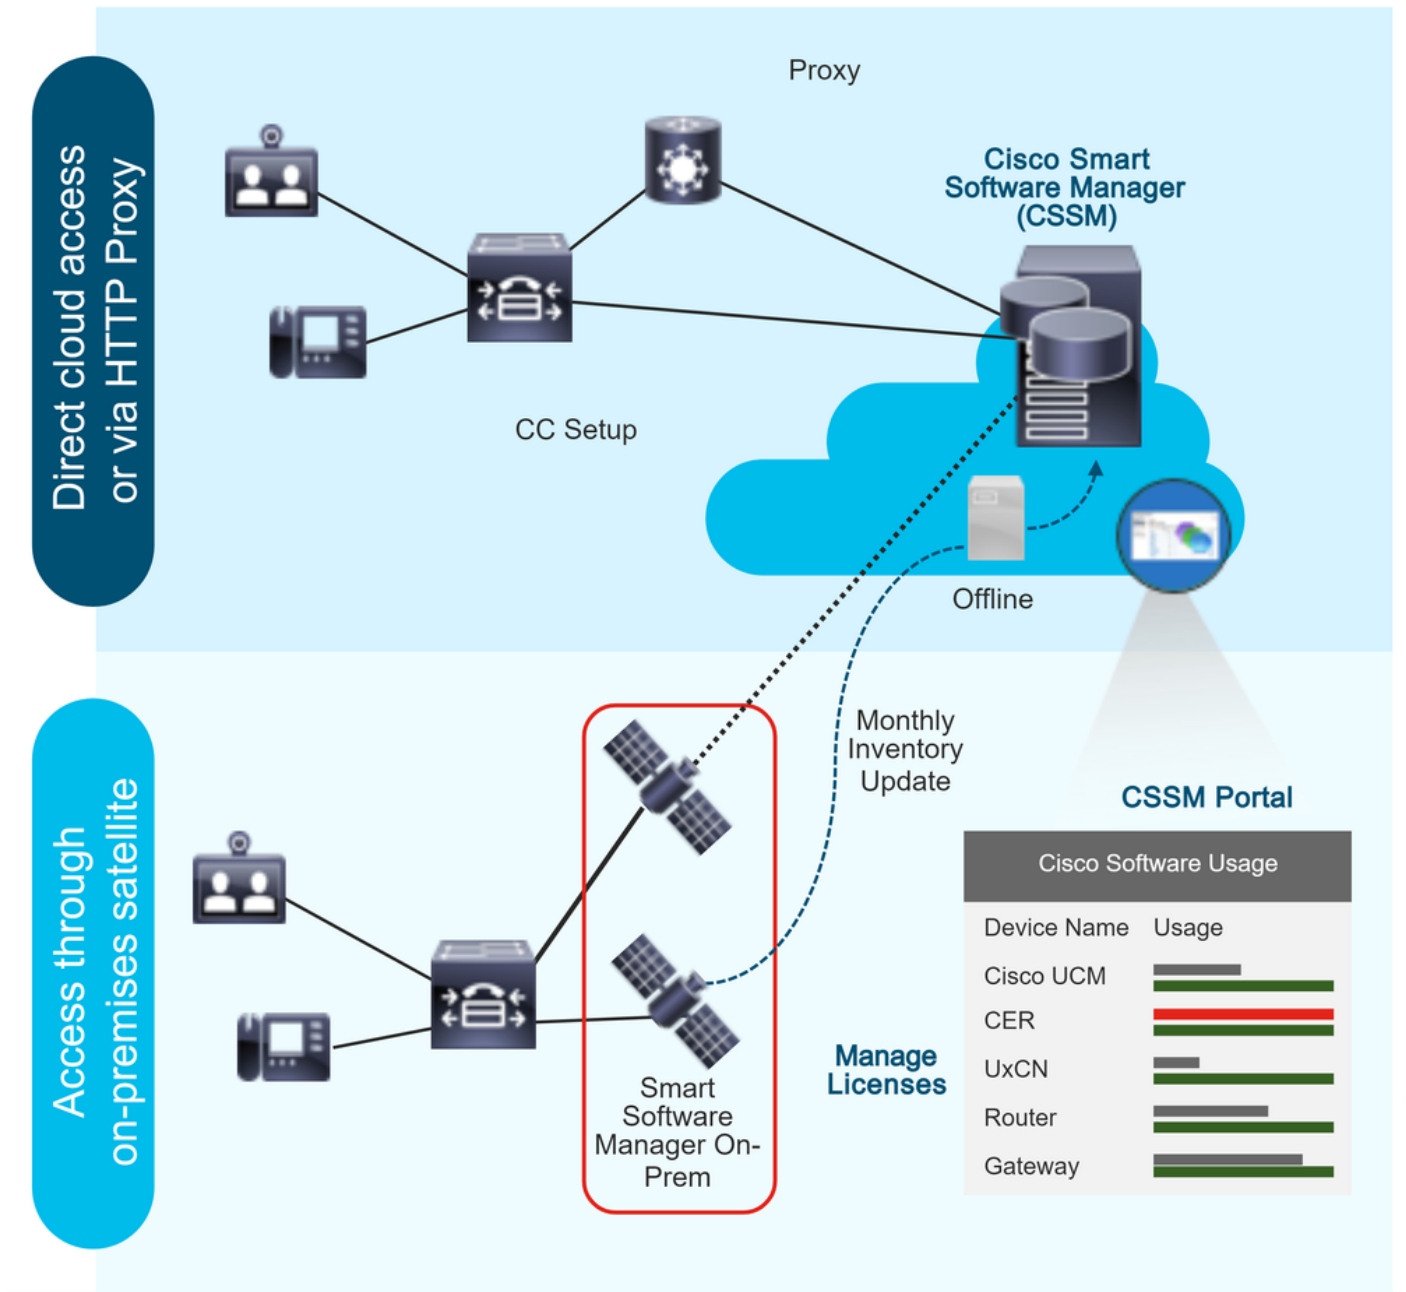 Direct cloud access
or via HTTP Proxy
Proxy
Cisco Smart
Software Manager
(CSSM)
CC Setup
Offline
Access through
on-premises satellite
Monthly
Inventory
Update
Smart
Software
Manager On-
Prem
Manage
Licenses
CSSM Portal
Cisco Software Usage
Device Name Usage
Cisco UCM
CER
UxCN
Router
Gateway